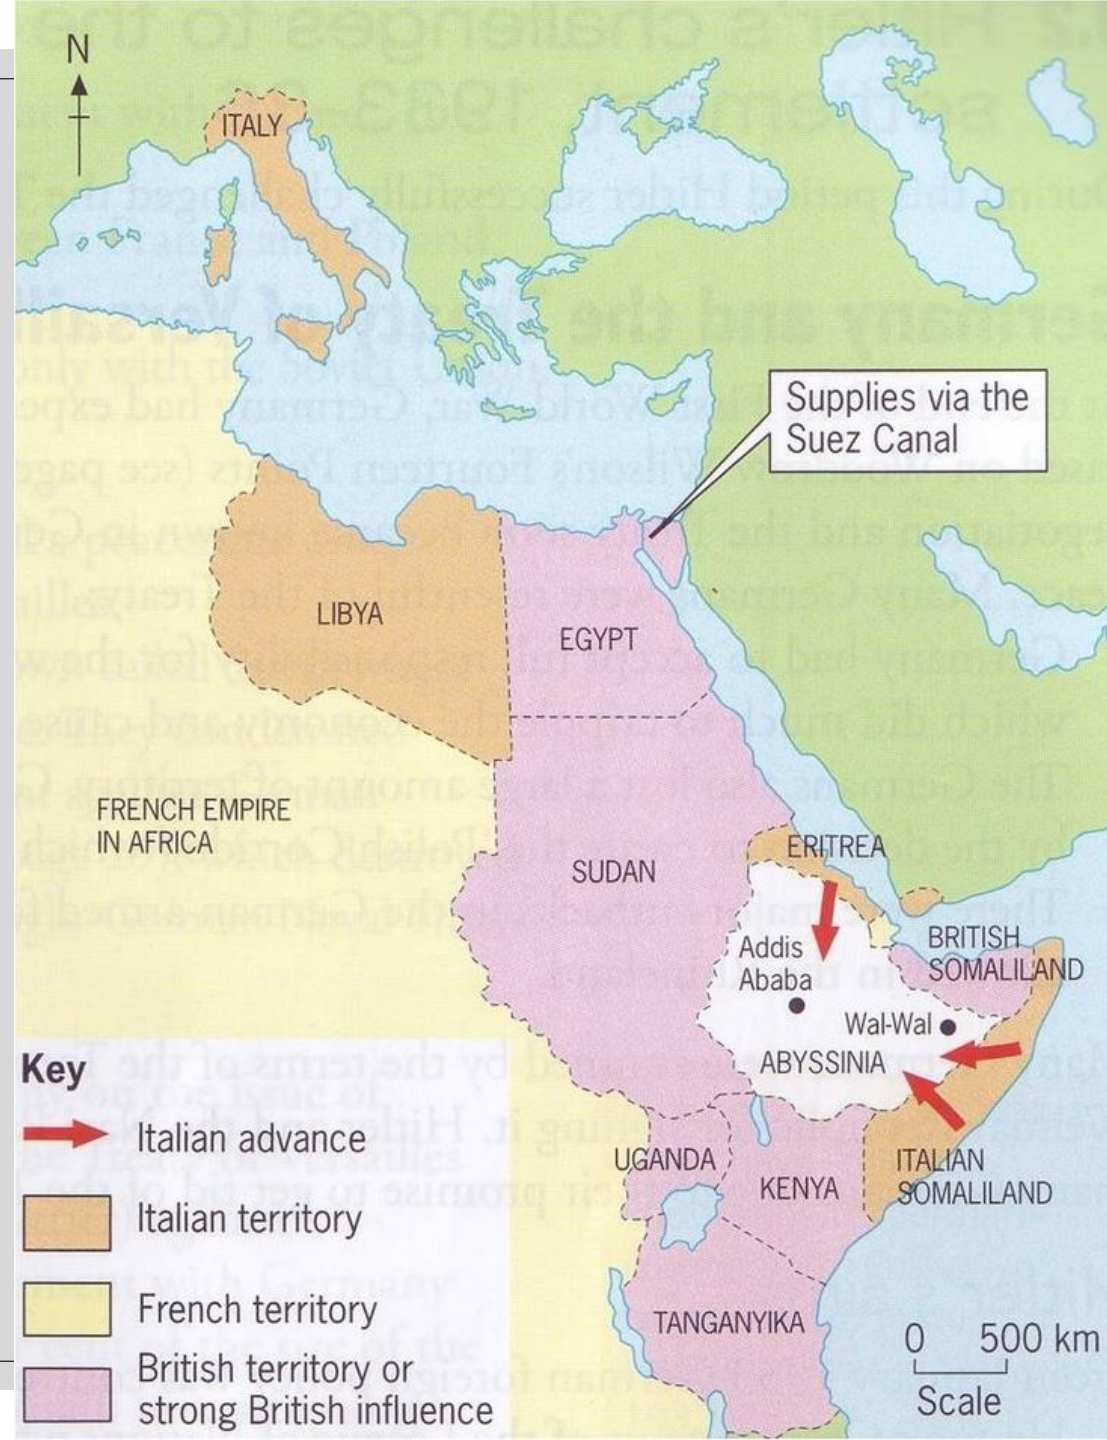 N
ITALY
Supplies via the
Suez Canal
LIBYA
EGYPT
FRENCH EMPIRE
IN AFRICA
SUDAN
ERITREA
Addis
Ababa
BRITISH
SOMALILAND
Wal-Wal
ABYSSINIA
UGANDA
KENYA
ITALIAN
SOMALILAND
TANGANYIKA
Key
Italian advance
Italian territory
French territory
British territory or
strong British influence
0 500 km
Scale